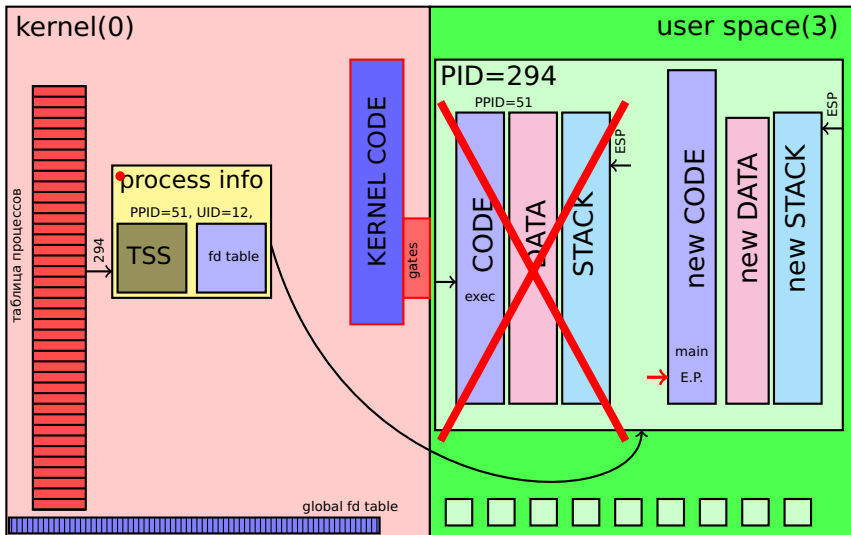 kernel(0)
user space(3)
PID=294
PPID=51
KERNEL CODE
gates
CODE
exec
DATA
STACK
ESP
new CODE
main
E.P.
new DATA
new STACK
ESP
таблица процессов
294
process info
PPID=51, UID=12,
TSS
fd table
global fd table